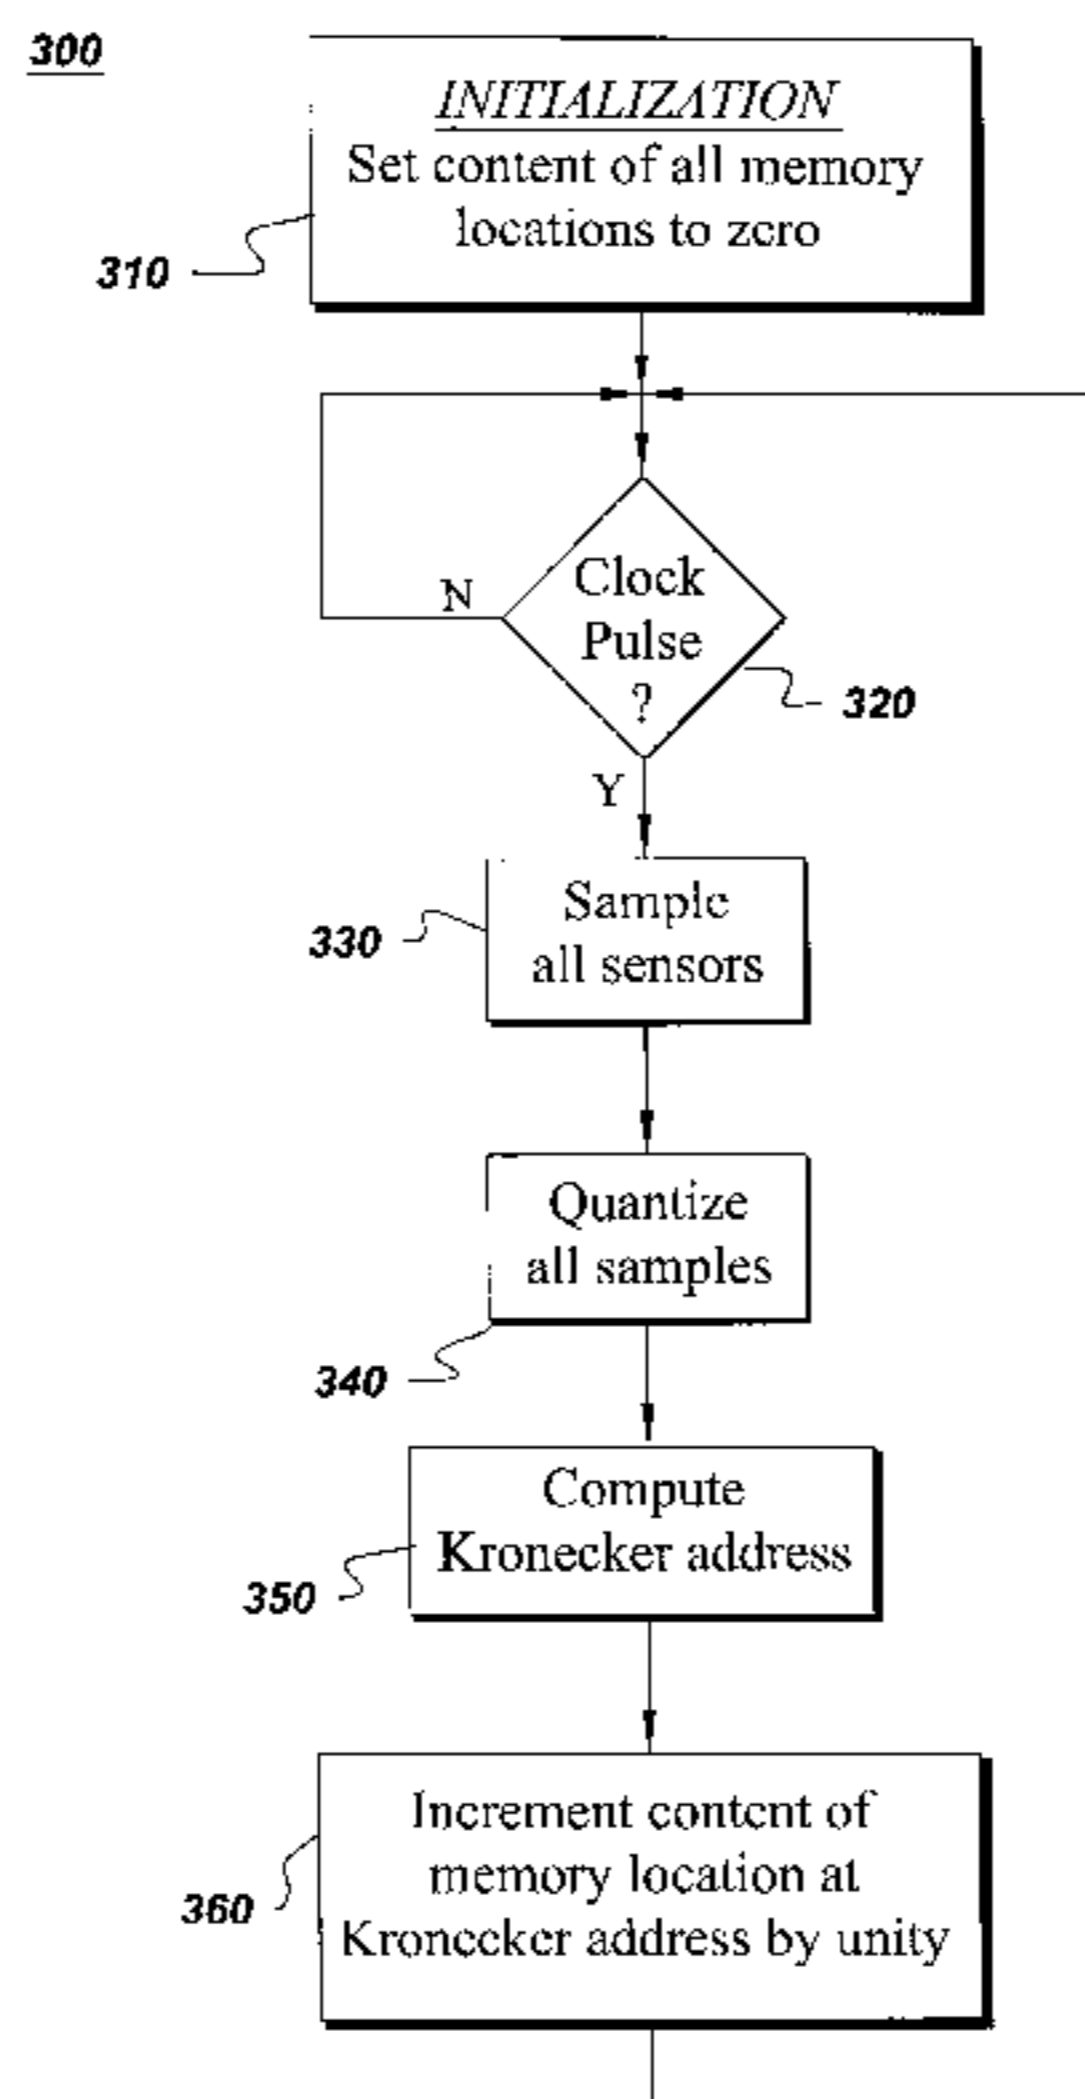 300
INITIALIZATION
Set content of all memory
locations to zero
310
N
Clock
Pulse
?
320
Y
Sample
all sensors
330
Quantize
all samples
340
Compute
Kronecker address
350
Increment content of
memory location at
Kronecker address by unity
360